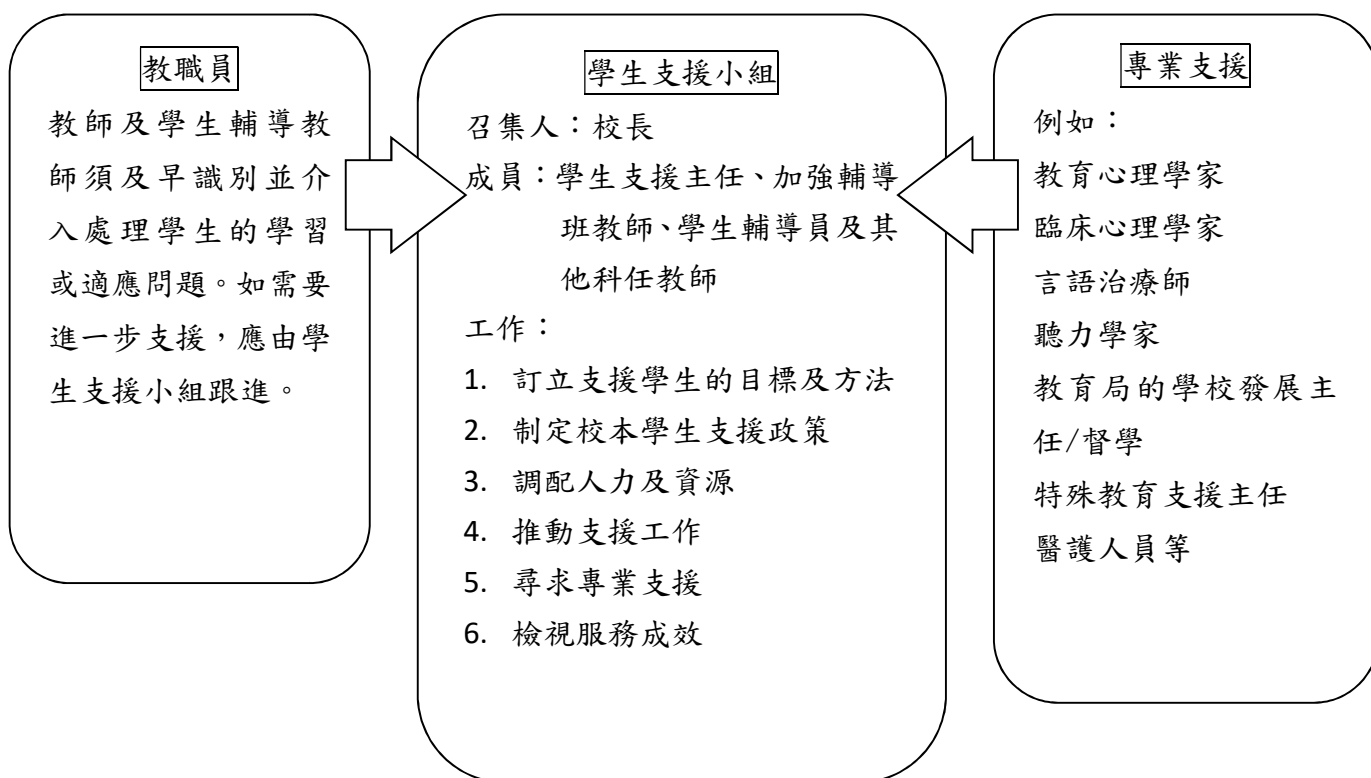 教職員
教師及學生輔導教
師須及早識別並介
入處理學生的學習
或適應問題。如需要
進一步支援，應由學
生支援小組跟進。
學生支援小組
召集人：校長
成員：學生支援主任、加強輔導
班教師、學生輔導員及其
他科任教師
工作：
1. 訂立支援學生的目標及方法
2. 制定校本學生支援政策
3. 調配人力及資源
4. 推動支援工作
5. 尋求專業支援
6. 檢視服務成效
專業支援
例如：
教育心理學家
臨床心理學家
言語治療師
聽力學家
教育局的學校發展主
任/督學
特殊教育支援主任
醫護人員等